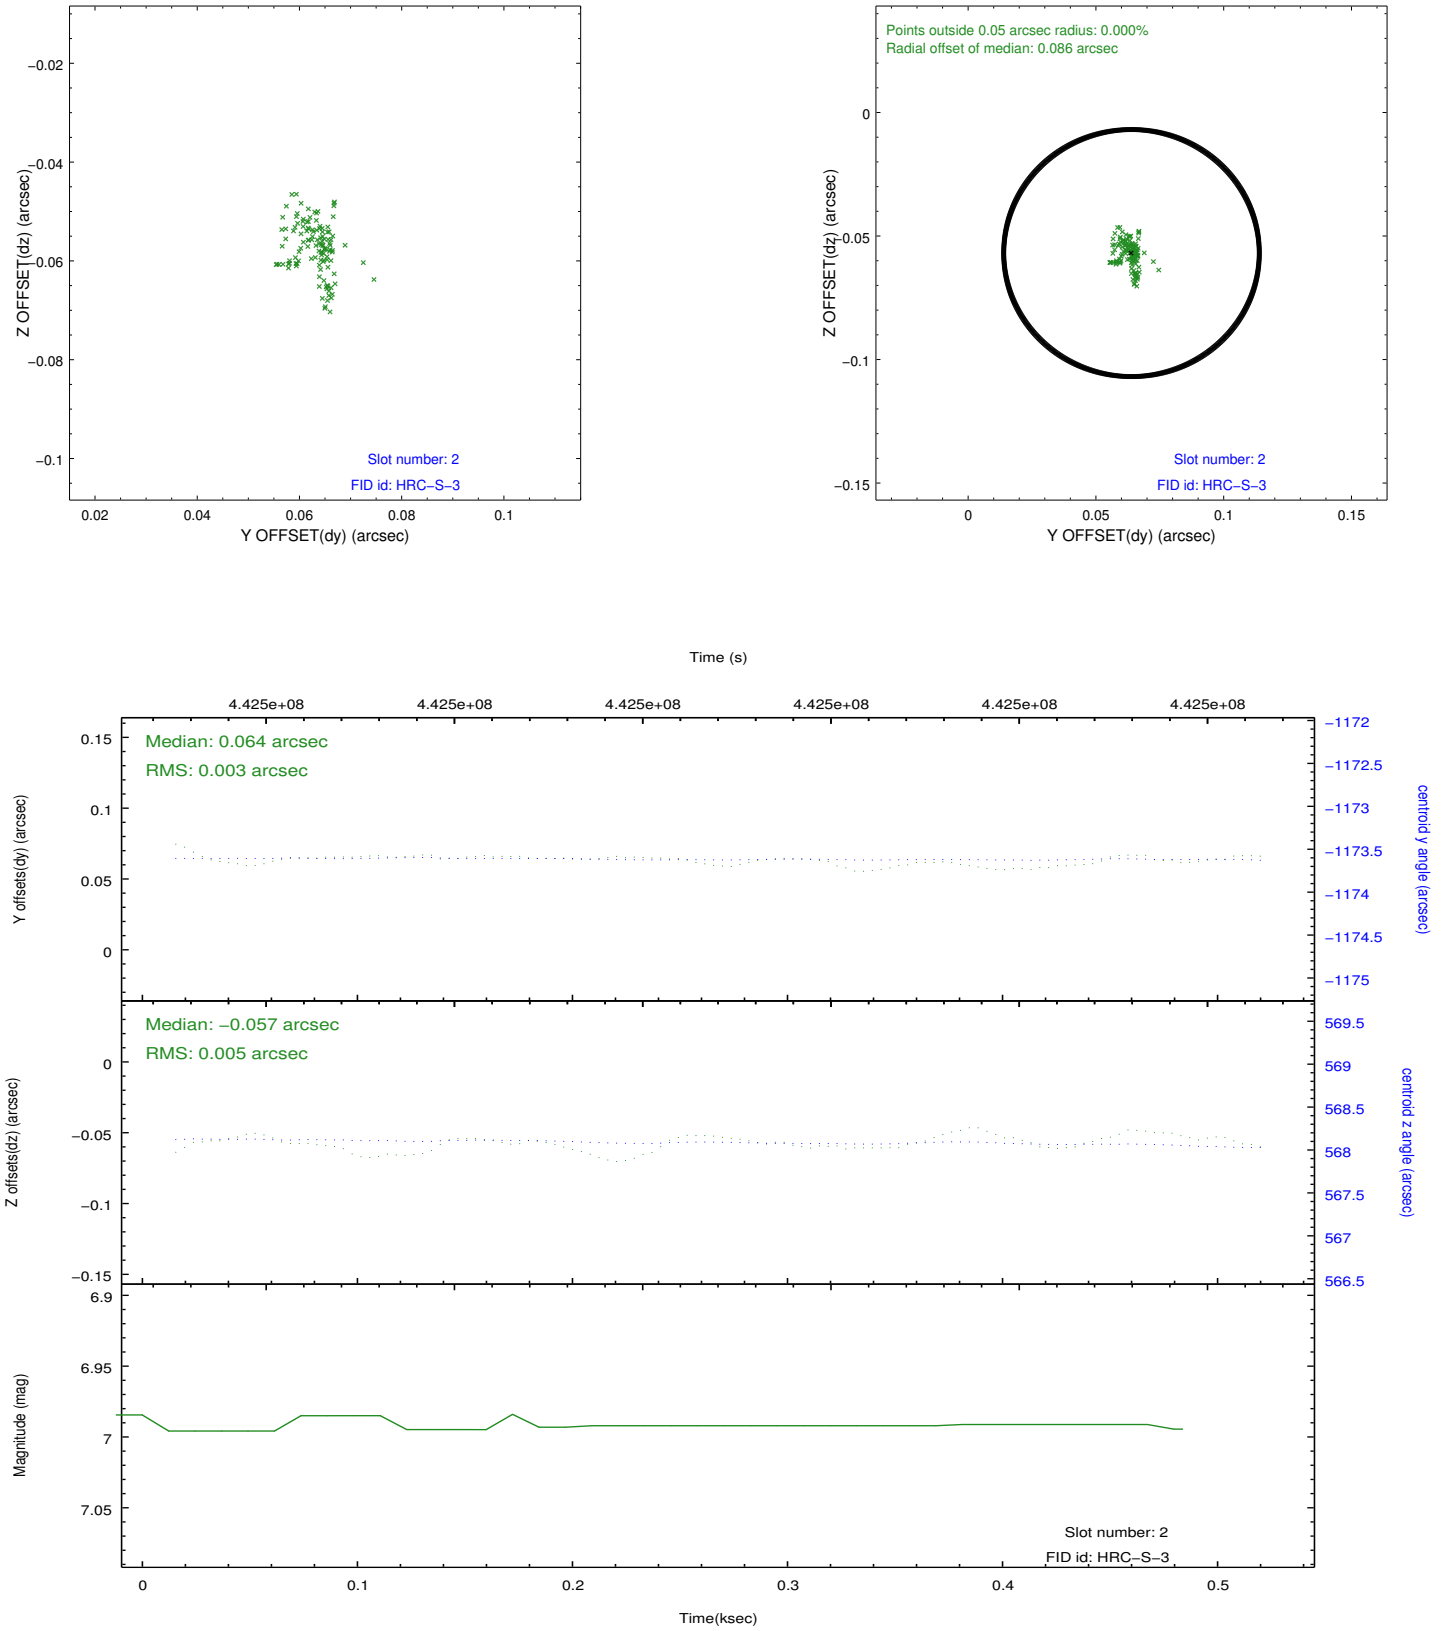 −0.02
−0.04
−0.06
−0.08
−0.1
Z OFFSET(dz) (arcsec)
Slot number: 2
FID id: HRC−S−3
0.02 0.04 0.06 0.08 0.1
Y OFFSET(dy) (arcsec)
Points outside 0.05 arcsec radius: 0.000%
Radial offset of median: 0.086 arcsec
0
−0.05
−0.1
−0.15
Z OFFSET(dz) (arcsec)
Slot number: 2
FID id: HRC−S−3
0 0.05 0.1 0.15
Y OFFSET(dy) (arcsec)
Time (s)
4.425e+08 4.425e+08 4.425e+08 4.425e+08 4.425e+08 4.425e+08
Median: 0.064 arcsec
RMS: 0.003 arcsec
0.15
0.1
0.05
0
Y offsets(dy) (arcsec)
−1172
−1172.5
−1173
−1173.5
−1174
−1174.5
−1175
centroid y angle (arcsec)
Median: −0.057 arcsec
RMS: 0.005 arcsec
0
−0.05
−0.1
−0.15
Z offsets(dz) (arcsec)
569.5
569
568.5
568
567.5
567
566.5
centroid z angle (arcsec)
6.9
6.95
7
7.05
Magnitude (mag)
Slot number: 2
FID id: HRC−S−3
0 0.1 0.2 0.3 0.4 0.5
Time(ksec)